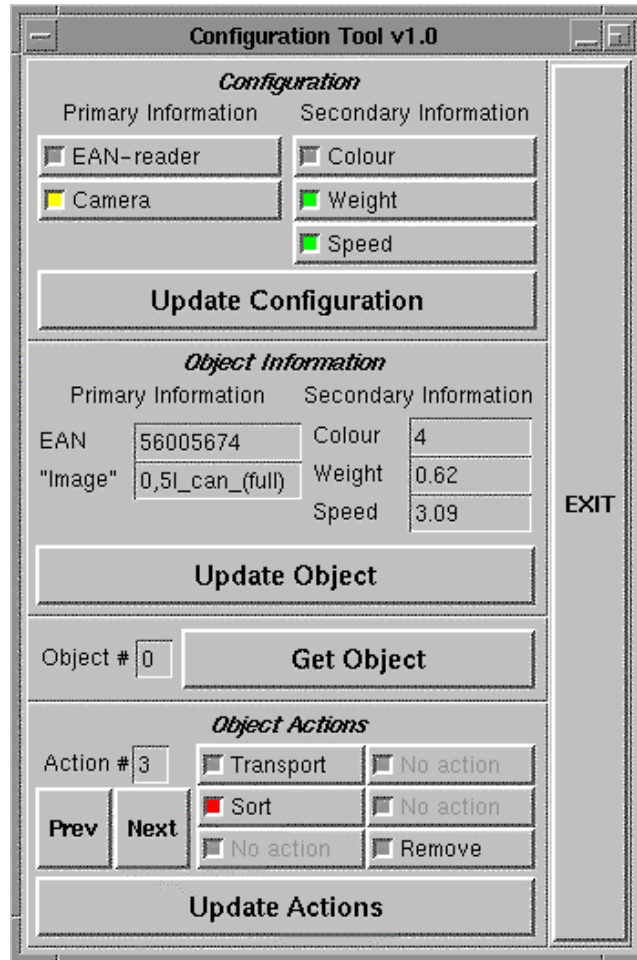 Configuration Tool v1.0
Configuration
Primary Information Secondary Information
EAN-reader Colour
Camera Weight
Speed
Update Configuration
Object Information
Primary Information Secondary Information
EAN 56005674 Colour 4
"Image" 0,5l_can_(full) Weight 0.62
Speed 3.09
EXIT
Update Object
Object # 0 Get Object
Object Actions
Action # 3 Transport No action
Prev Next Sort No action
No action Remove
Update Actions